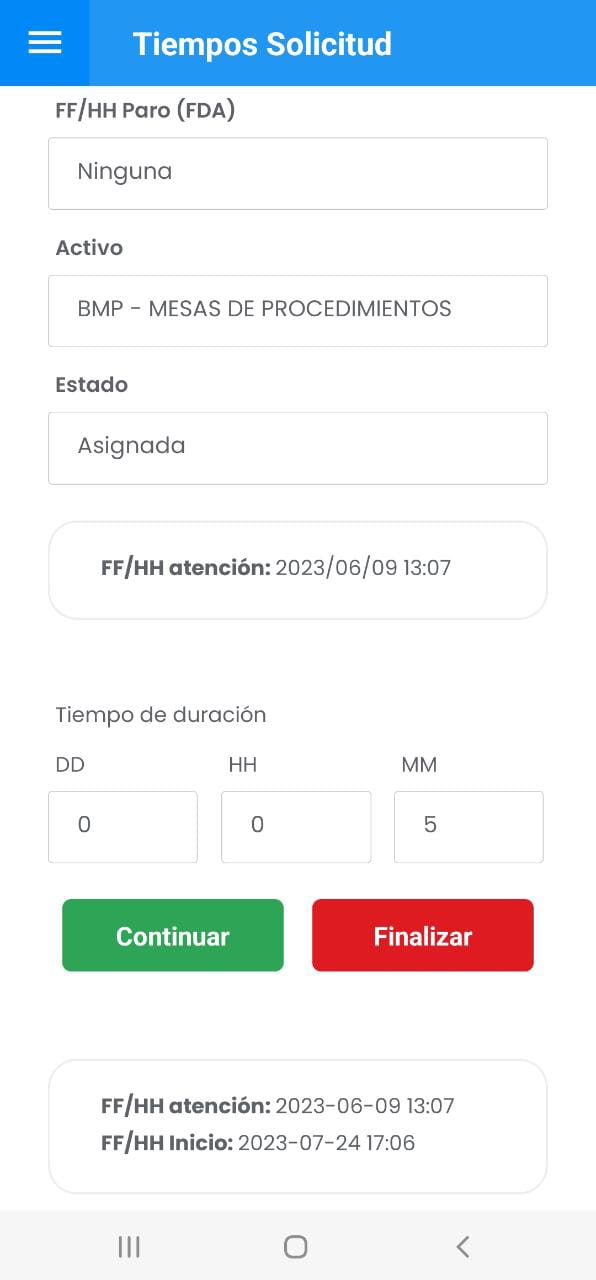 Tiempos Solicitud
FF/HH Paro (FDA)
Ninguna
Activo
BMP - MESAS DE PROCEDIMIENTOS
Estado
Asignada
FF/HH atención: 2023/06/09 13:07
Tiempo de duración
DD HH MM
0 0 5
Continuar Finalizar
FF/HH atención: 2023-06-09 13:07
FF/HH Inicio: 2023-07-24 17:06